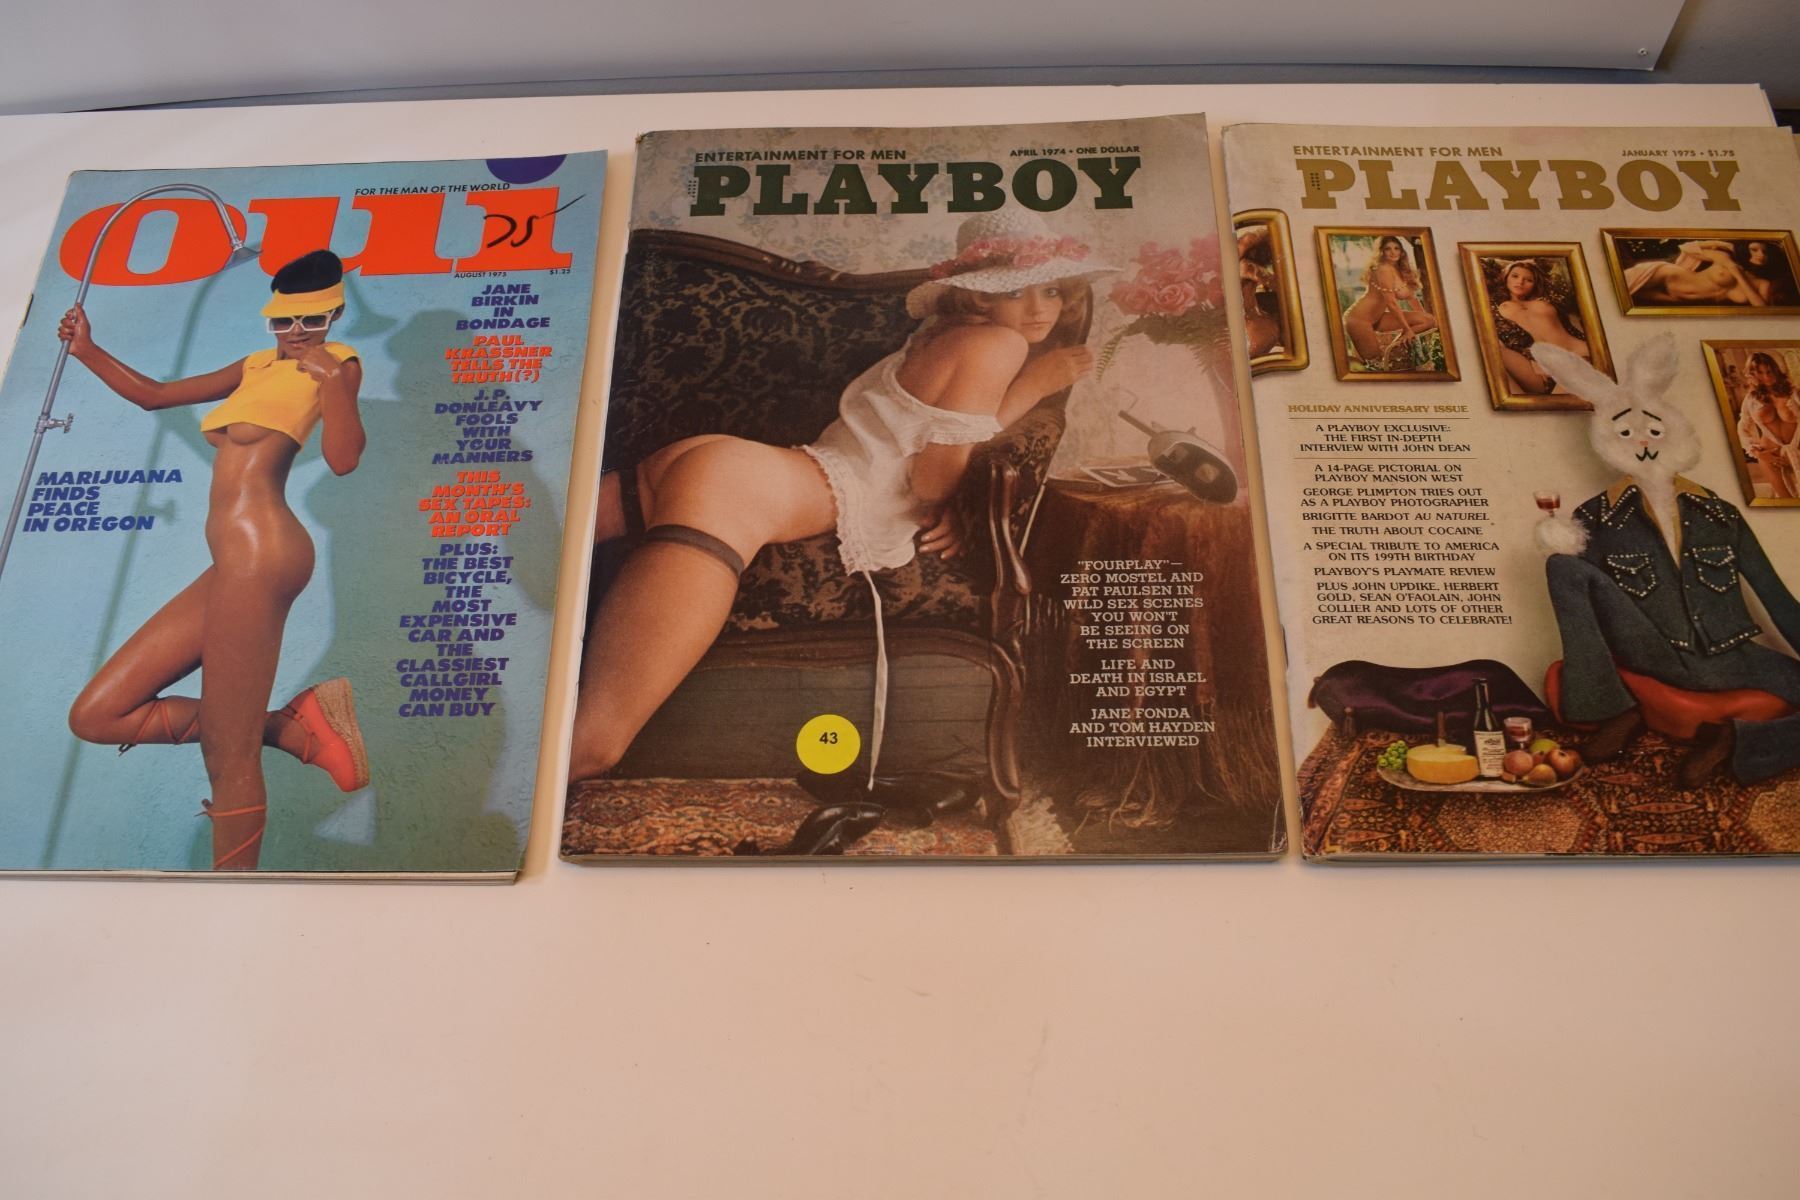 FOR THE MAN OF THE WORLD
oui
AUGUST 1975
$1.25
JANE
BIRKIN
IN
BONDAGE
PAUL
KRASSNER
TELLS THE
TRUTH(?)
J.P.
DONLEAVY
FOOLS
WITH
YOUR
MANNERS
THIS
MONTH'S
SEX TAPES:
AN ORAL
REPORT
PLUS:
THE BEST
BICYCLE,
THE
MOST
EXPENSIVE
CAR AND
THE
CLASSIEST
CALLGIRL
MONEY
CAN BUY
MARIJUANA
FINDS
PEACE
IN OREGON
ENTERTAINMENT FOR MEN
APRIL 1974 • ONE DOLLAR
PLAYBOY
"FOURPLAY"—
ZERO MOSTEL AND
PAT PAULSEN IN
WILD SEX SCENES
YOU WON'T
BE SEEING ON
THE SCREEN
LIFE AND
DEATH IN ISRAEL
AND EGYPT
JANE FONDA
AND TOM HAYDEN
INTERVIEWED
43
ENTERTAINMENT FOR MEN
JANUARY 1975 • $1.75
PLAYBOY
HOLIDAY ANNIVERSARY ISSUE
A PLAYBOY EXCLUSIVE:
THE FIRST IN-DEPTH
INTERVIEW WITH JOHN DEAN
A 14-PAGE PICTORIAL ON
PLAYBOY MANSION WEST
GEORGE PLIMPTON TRIES OUT
AS A PLAYBOY PHOTOGRAPHER
BRIGITTE BARDOT AU NATUREL
THE TRUTH ABOUT COCAINE
A SPECIAL TRIBUTE TO AMERICA
ON ITS 199TH BIRTHDAY
PLAYBOY'S PLAYMATE REVIEW
PLUS JOHN UPDIKE, HERBERT
GOLD, SEAN O'FAOLAIN, JOHN
COLLIER AND LOTS OF OTHER
GREAT REASONS TO CELEBRATE!